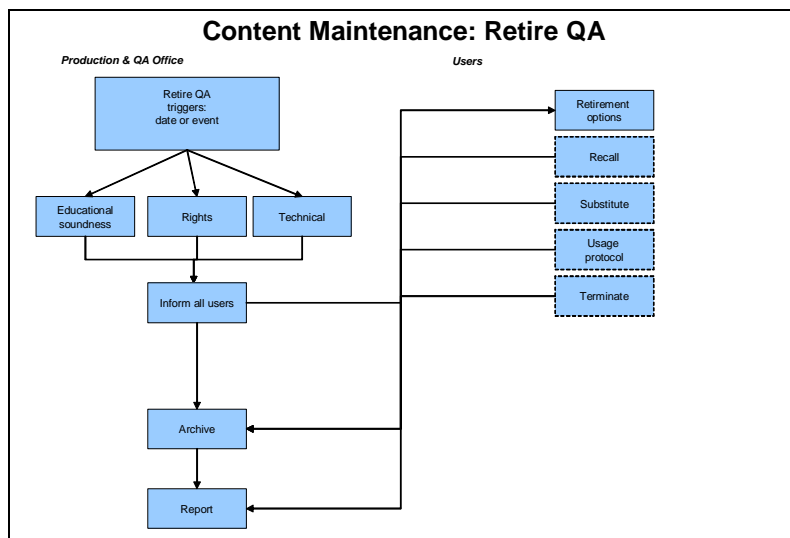 Content Maintenance: Retire QA
Production & QA Office
Users
Retire QA
triggers:
date or event
Retirement
options
Recall
Educational
soundness
Rights
Technical
Substitute
Usage
protocol
Inform all users
Terminate
Archive
Report